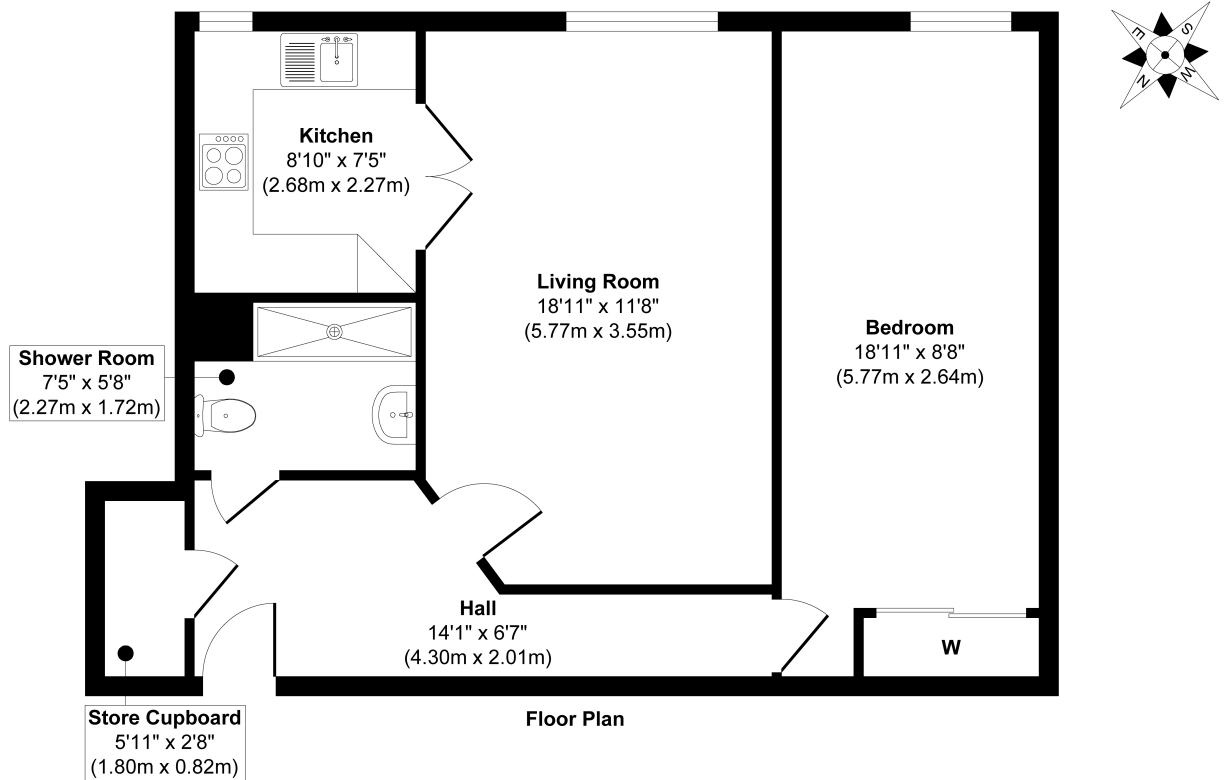 S
E
W
N
Kitchen
8'10" x 7'5"
(2.68m x 2.27m)
Living Room
18'11" x 11'8"
(5.77m x 3.55m)
Bedroom
18'11" x 8'8"
(5.77m x 2.64m)
Shower Room
7'5" x 5'8"
(2.27m x 1.72m)
Hall
14'1" x 6'7"
(4.30m x 2.01m)
W
Store Cupboard
5'11" x 2'8"
(1.80m x 0.82m)
Floor Plan